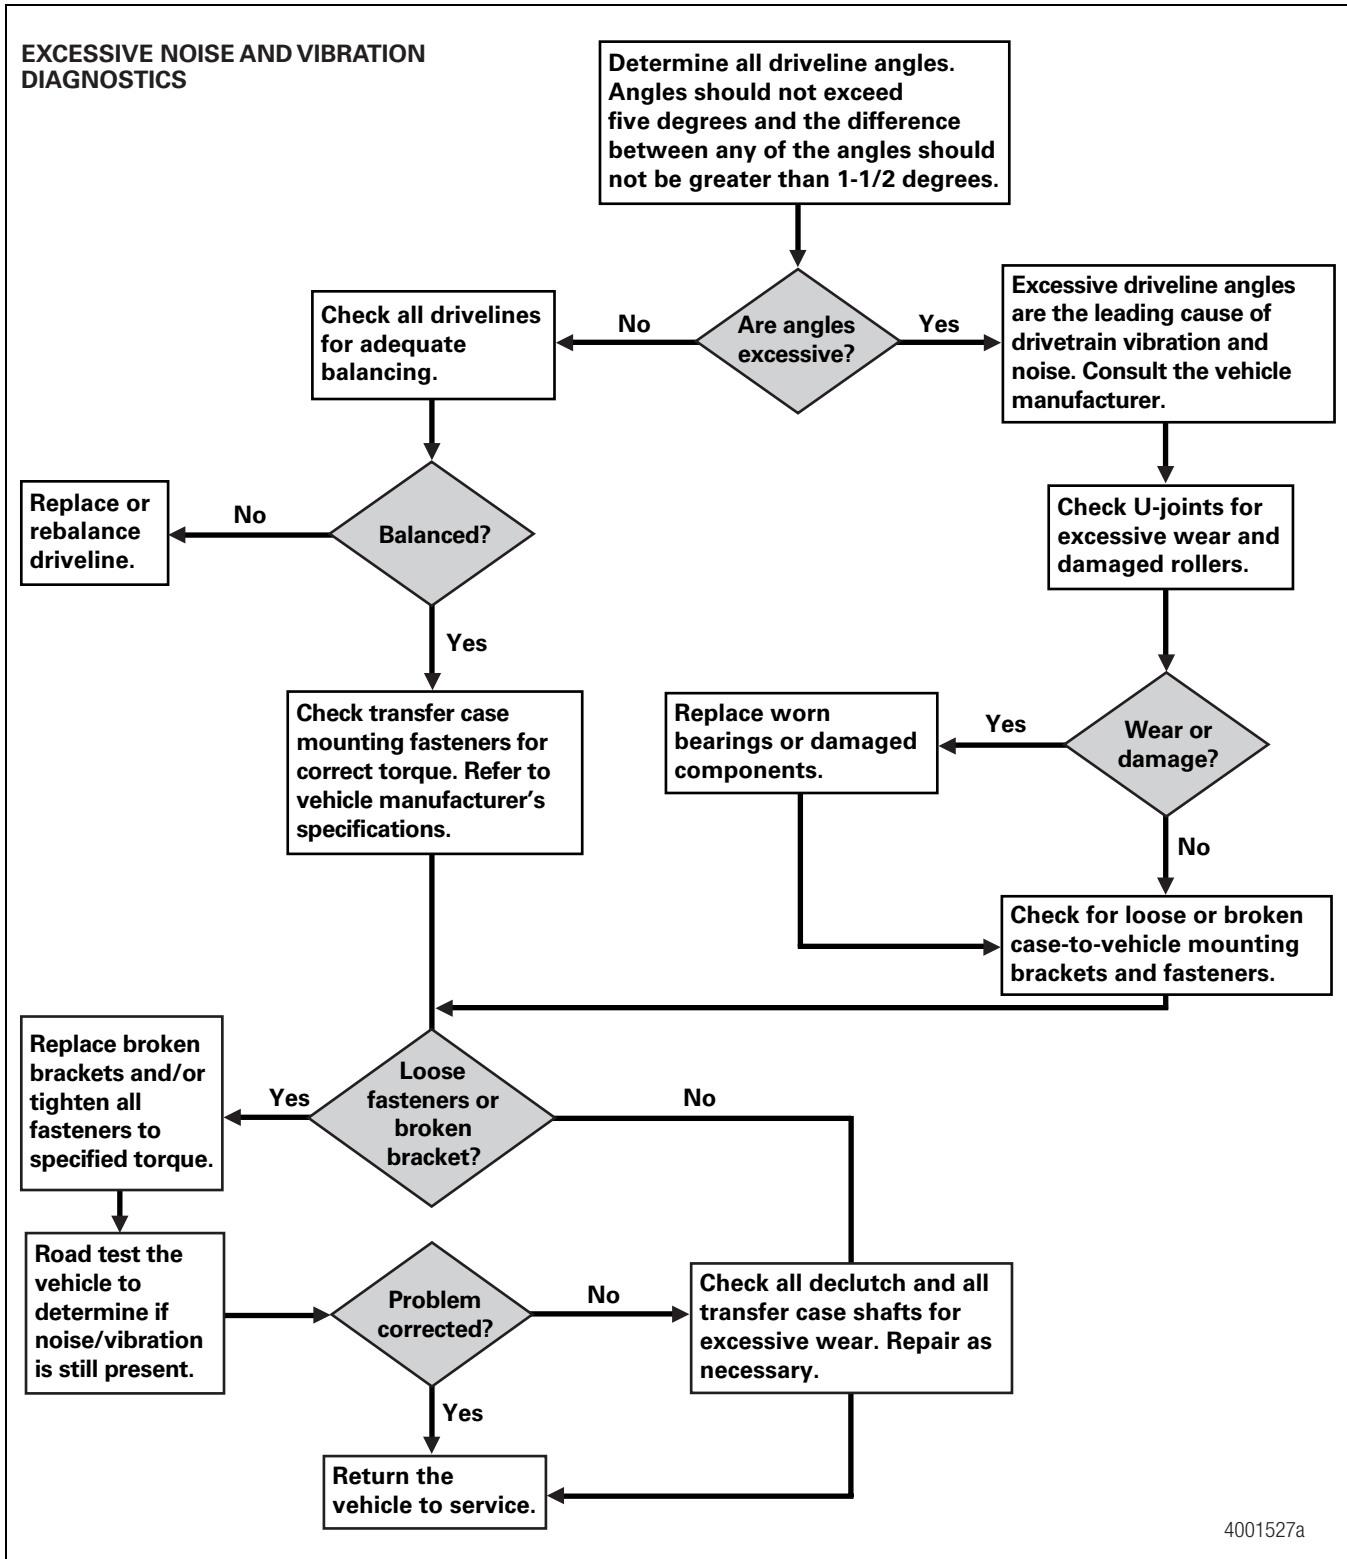 EXCESSIVE NOISE AND VIBRATION
DIAGNOSTICS
Determine all driveline angles.
Angles should not exceed
five degrees and the difference
between any of the angles should
not be greater than 1-1/2 degrees.
Are angles
excessive?
No
Yes
Check all drivelines
for adequate
balancing.
Excessive driveline angles
are the leading cause of
drivetrain vibration and
noise. Consult the vehicle
manufacturer.
Balanced?
No
Replace or
rebalance
driveline.
Yes
Check U-joints for
excessive wear and
damaged rollers.
Check transfer case
mounting fasteners for
correct torque. Refer to
vehicle manufacturer’s
specifications.
Wear or
damage?
Yes
Replace worn
bearings or damaged
components.
No
Check for loose or broken
case-to-vehicle mounting
brackets and fasteners.
Loose
fasteners or
broken
bracket?
Yes
No
Replace broken
brackets and/or
tighten all
fasteners to
specified torque.
Road test the
vehicle to
determine if
noise/vibration
is still present.
Problem
corrected?
No
Check all declutch and all
transfer case shafts for
excessive wear. Repair as
necessary.
Yes
Return the
vehicle to service.
4001527a